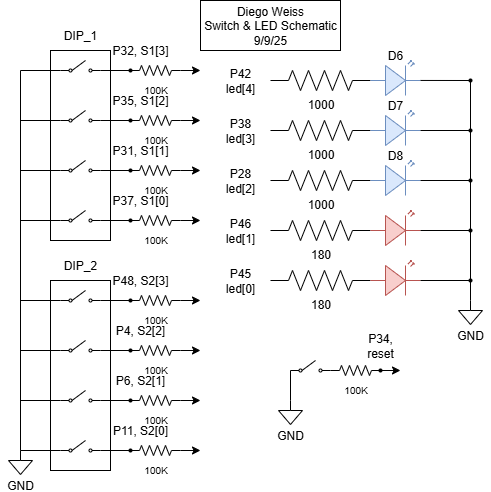 Diego Weiss
Switch & LED Schematic
9/9/25
DIP_1
P32, S1[3]
100K
P35, S1[2]
100K
P31, S1[1]
100K
P37, S1[0]
100K
DIP_2
P48, S2[3]
100K
P4, S2[2]
100K
P6, S2[1]
100K
P11, S2[0]
100K
GND
P42
led[4]
1000
D6
P38
led[3]
1000
D7
P28
led[2]
1000
D8
P46
led[1]
180
P45
led[0]
180
GND
P34,
reset
100K
GND